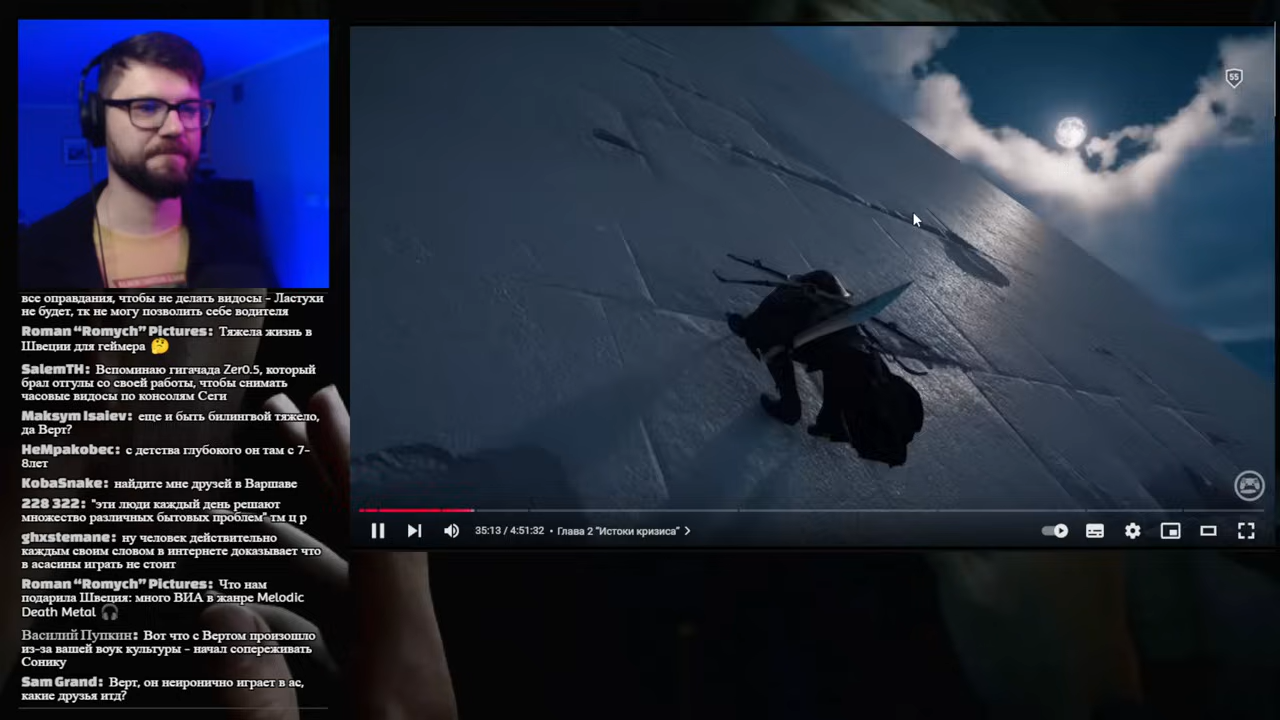 все оправдания, чтобы не делать видосы - Ластухи
не будет, тк не могу позволить себе водителя
Roman “Romych” Pictures: Тяжела жизнь в
Швеции для геймера 🤔
SalemTH: Вспоминаю гигачада Zer0.5, который
брал отгулы со своей работы, чтобы снимать
часовые видосы по консолям Сеги
Maksym Isaiev: еще и быть билингвой тяжело,
да Верт?
НеМpakobec: с детства глубокого он там с 7-
8лет
KobaSnake: найдите мне друзей в Варшаве
228 322: "эти люди каждый день решают
множество различных бытовых проблем" тм ц р
ghxstemane: ну человек действительно
каждым своим словом в интернете доказывает что
в асасины играть не стоит
Roman “Romych” Pictures: Что нам
подарила Швеция: много ВИА в жанре Melodic
Death Metal 🎧
Василий Пупкин: Вот что с Вертом произошло
из-за вашей воук культуры - начал сопереживать
Сонику
Sam Grand: Верт, он неиронично играет в ас,
какие друзья итд?
55
35:13 / 4:51:32 • Глава 2 “Истоки кризиса” >